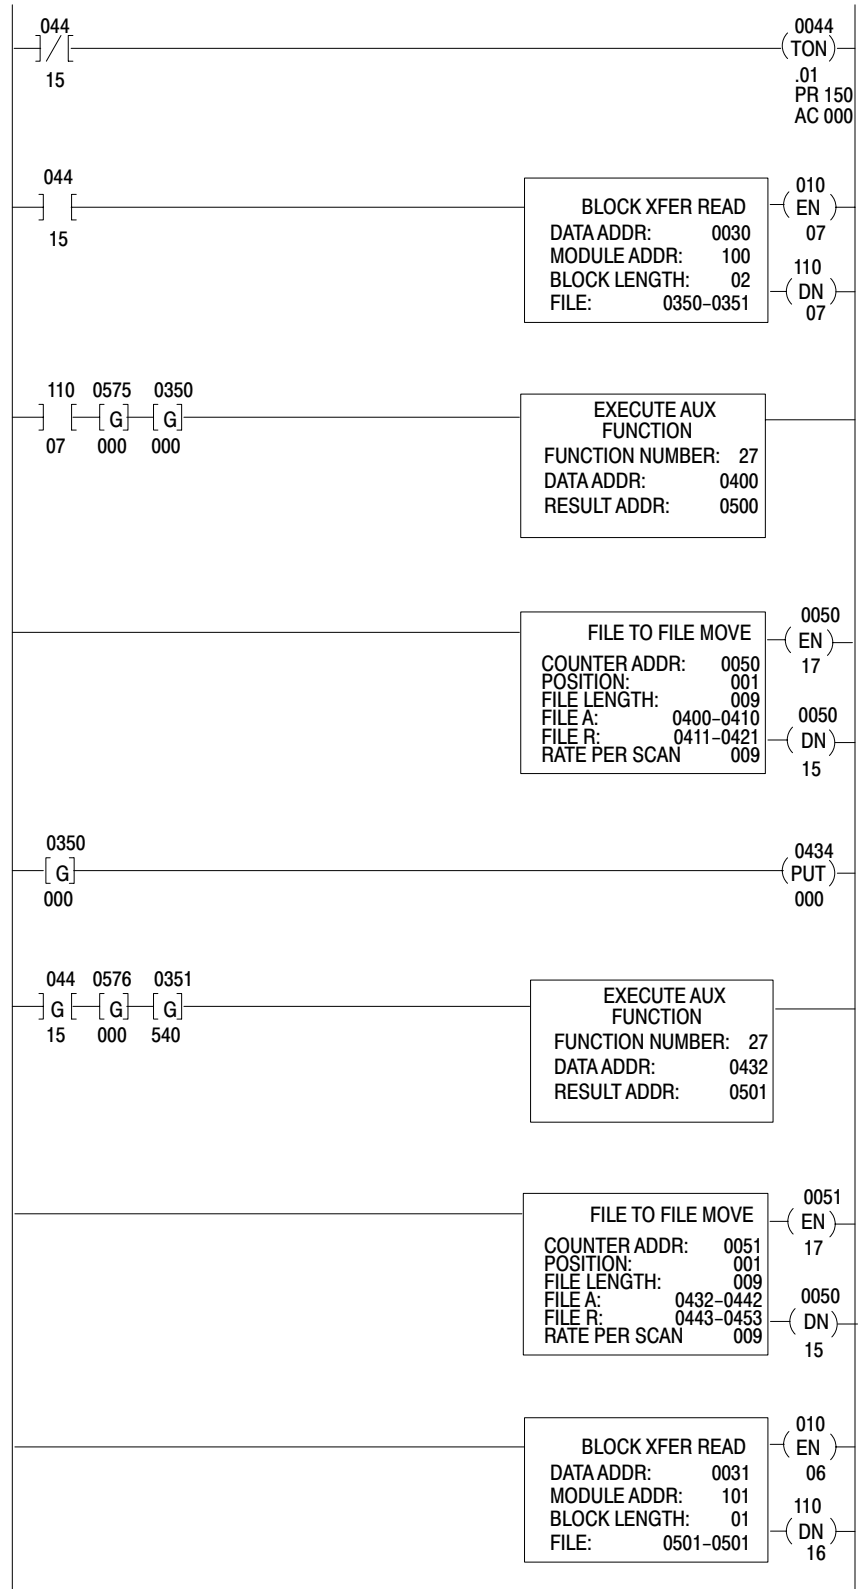 044
15
0044
TON
.01
PR 150
AC 000
044
15
BLOCK XFER READ
DATA ADDR: 0030
MODULE ADDR: 100
BLOCK LENGTH: 02
FILE: 0350–0351
010
EN
07
110
DN
07
110 0575 0350
G G
07 000 000
EXECUTE AUX
FUNCTION
FUNCTION NUMBER: 27
DATA ADDR: 0400
RESULT ADDR: 0500
FILE TO FILE MOVE
COUNTER ADDR: 0050
POSITION: 001
FILE LENGTH: 009
FILE A: 0400–0410
FILE R: 0411–0421
RATE PER SCAN 009
0050
EN
17
0050
DN
15
0350
G
000
0434
PUT
000
044 0576 0351
G G G
15 000 540
EXECUTE AUX
FUNCTION
FUNCTION NUMBER: 27
DATA ADDR: 0432
RESULT ADDR: 0501
FILE TO FILE MOVE
COUNTER ADDR: 0051
POSITION: 001
FILE LENGTH: 009
FILE A: 0432–0442
FILE R: 0443–0453
RATE PER SCAN 009
0051
EN
17
0050
DN
15
BLOCK XFER READ
DATA ADDR: 0031
MODULE ADDR: 101
BLOCK LENGTH: 01
FILE: 0501–0501
010
EN
06
110
DN
16